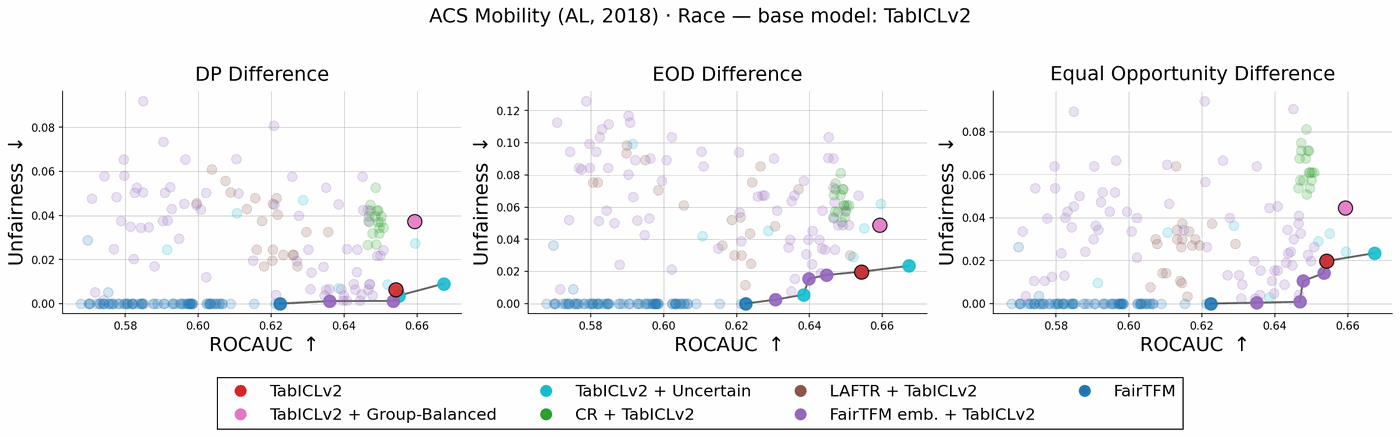 ACS Mobility (AL, 2018) · Race — base model: TabICLv2
DP Difference
Unfairness ↓
0.08
0.06
0.04
0.02
0.00
0.58 0.60 0.62 0.64 0.66
ROCAUC ↑
EOD Difference
Unfairness ↓
0.12
0.10
0.08
0.06
0.04
0.02
0.00
0.58 0.60 0.62 0.64 0.66
ROCAUC ↑
Equal Opportunity Difference
Unfairness ↓
0.08
0.06
0.04
0.02
0.00
0.58 0.60 0.62 0.64 0.66
ROCAUC ↑
TabICLv2
TabICLv2 + Group-Balanced
TabICLv2 + Uncertain
CR + TabICLv2
LAFTR + TabICLv2
FairTFM emb. + TabICLv2
FairTFM